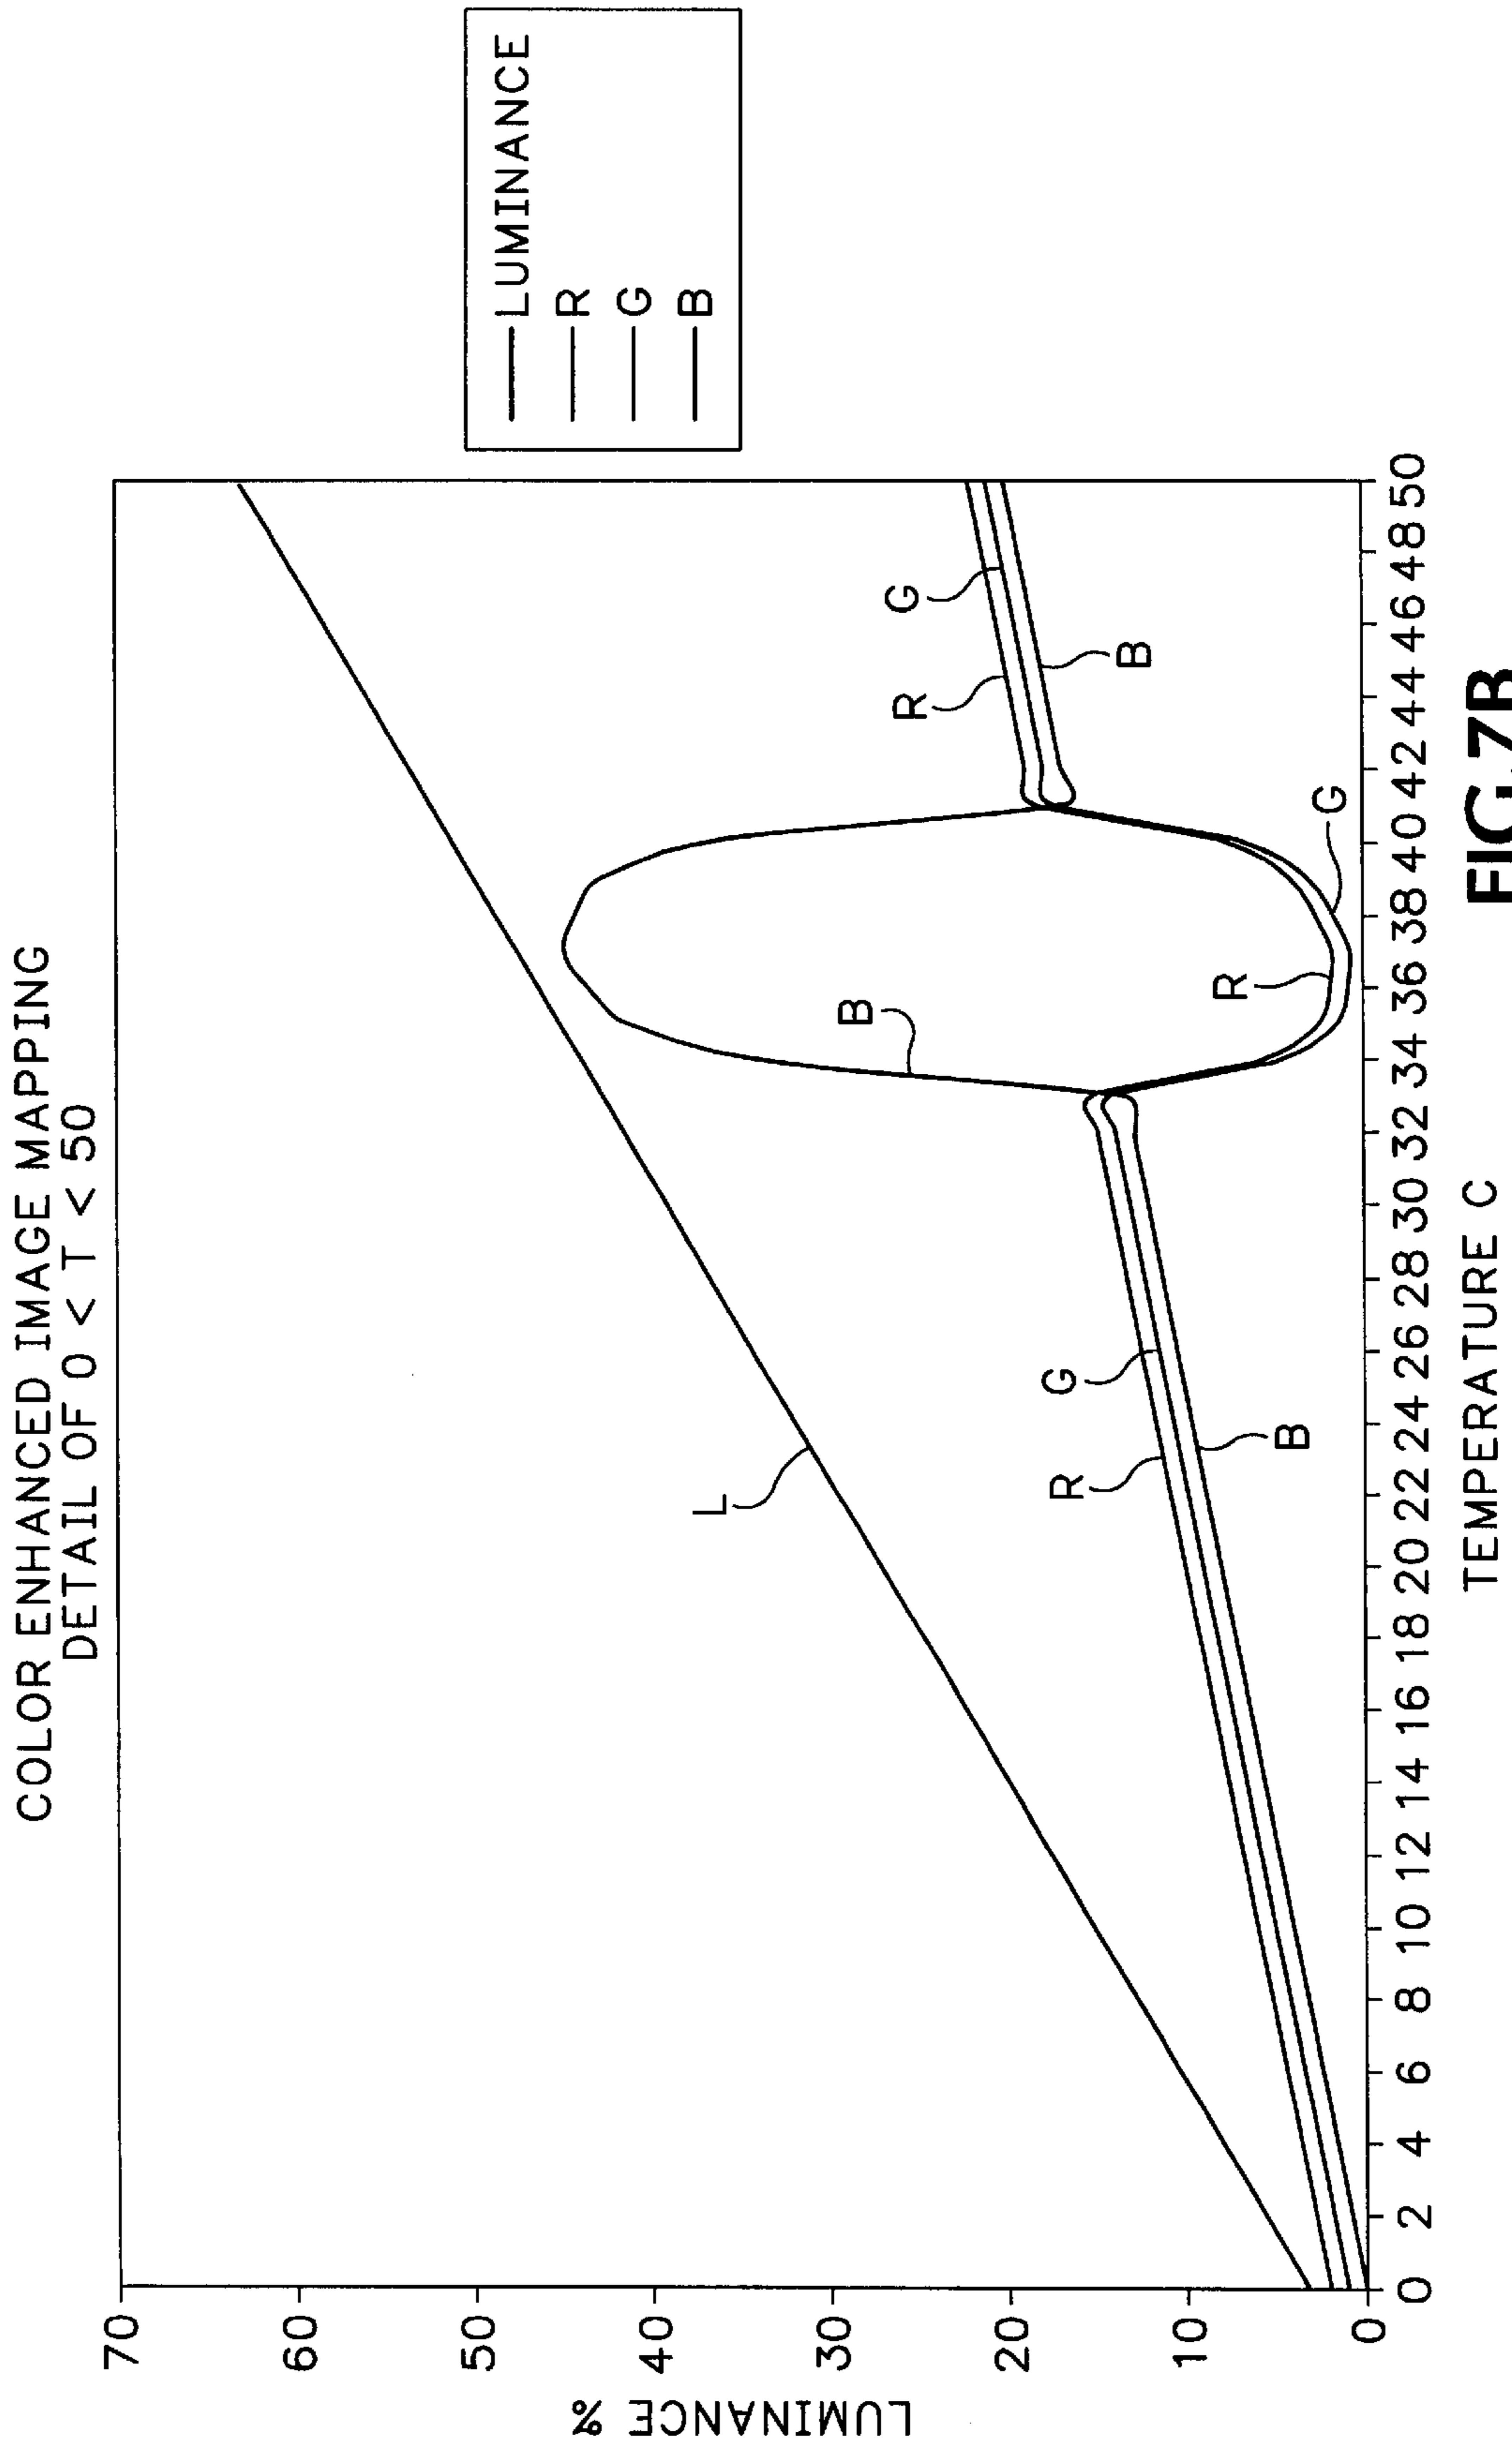 COLOR ENHANCED IMAGE MAPPING
DETAIL OF 0 < T < 50
LUMINANCE %
70
60
50
40
30
20
10
0
L
R
G
B
B
R
G
R
G
B
0 2 4 6 8 10 12 14 16 18 20 22 24 26 28 30 32 34 36 38 40 42 44 46 48 50
TEMPERATURE C
LUMINANCE
R
G
B
FIG.7B